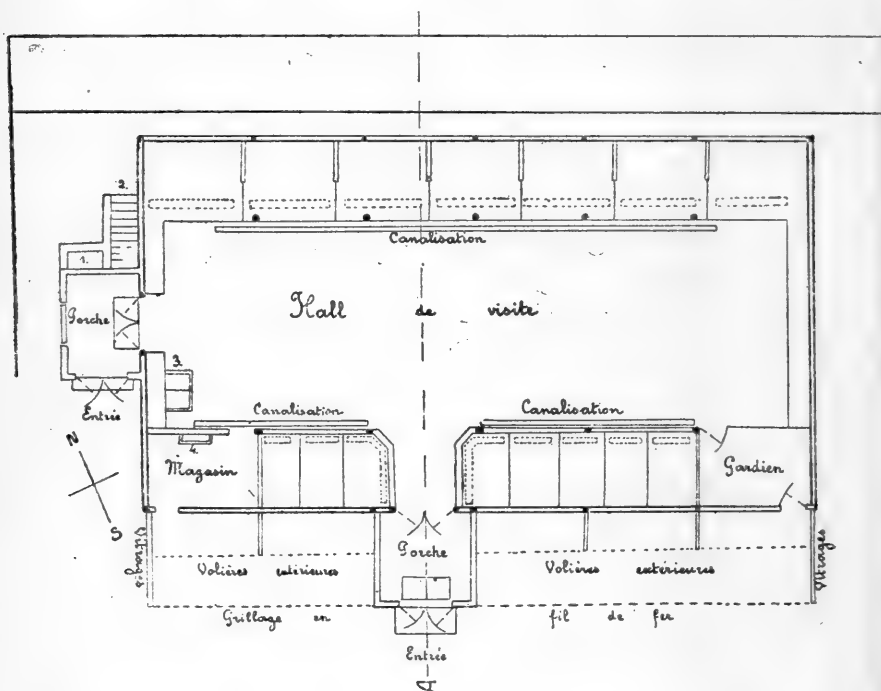 2.
Canalisation
1.
Hall de visite
Porche
3.
Entrée
Canalisation
Canalisation
N
4.
Magasin
Gardien
S
Porche
Vitrages
Volières extérieures
Volières extérieures
Vitrages
Grillage en
fil de fer
Entrée
A